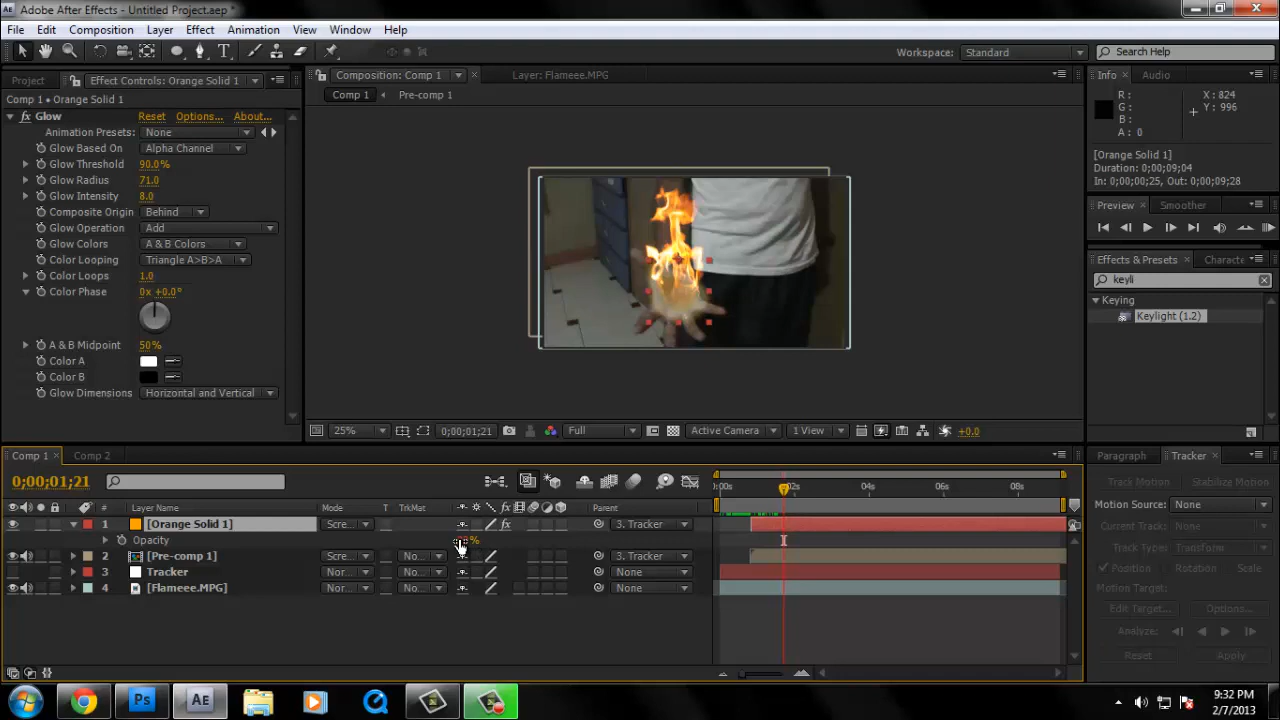 Adobe After Effects - Untitled Project.aep *
File Edit Composition Layer Effect Animation View Window Help
Workspace: Standard
Search Help
Project
Effect Controls: Orange Solid 1
Comp 1 • Orange Solid 1
fx Glow Reset Options... About...
Animation Presets: None
Glow Based On Alpha Channel
Glow Threshold 90.0%
Glow Radius 71.0
Glow Intensity 8.0
Composite Origin Behind
Glow Operation Add
Glow Colors A & B Colors
Color Looping Triangle A>B>A
Color Loops 1.0
Color Phase 0x +0.0°
A & B Midpoint 50%
Color A
Color B
Glow Dimensions Horizontal and Vertical
Composition: Comp 1
Layer: Flameee.MPG
Comp 1
Pre-comp 1
25%
0;00;01;21
Full
Active Camera
1 View
+0.0
Info Audio
R: X: 824
G: Y: 996
B:
A: 0
[Orange Solid 1]
Duration: 0;00;09;04
In: 0;00;00;25, Out: 0;00;09;28
Preview Smoother
Effects & Presets Characte
keyli
Keying
Keylight (1.2)
Comp 1
Comp 2
0;00;01;21
# Layer Name Mode T TrkMat Parent
1 [Orange Solid 1] Scre... fx 3. Tracker
Opacity %
2 [Pre-comp 1] Scre... No... 3. Tracker
3 Tracker Nor... No... None
4 [Flameee.MPG] Nor... No... None
:00s 02s 04s 06s 08s
Paragraph Tracker
Track Motion Stabilize Motion
Motion Source: None
Current Track: None
Track Type: Transform
Position Rotation Scale
Motion Target:
Edit Target... Options...
Analyze:
Reset Apply
Ps
Ae
9:32 PM
2/7/2013